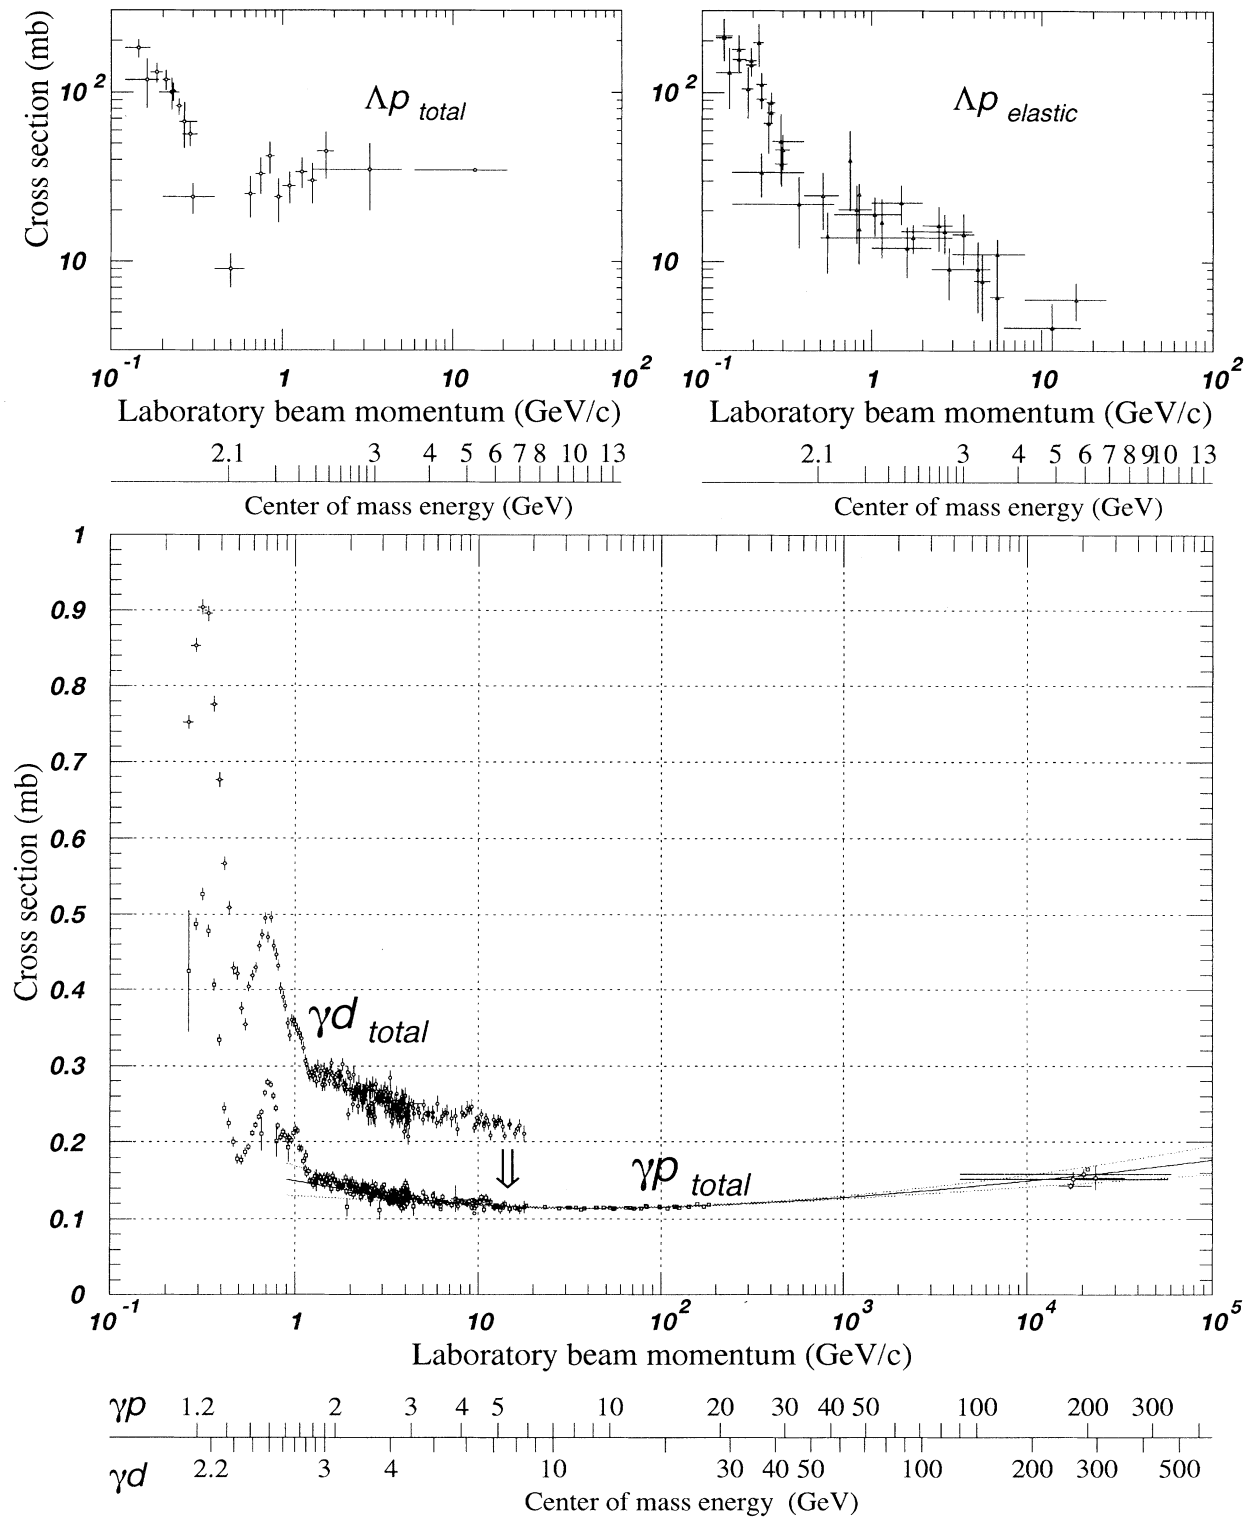 Cross section (mb)
10 2
10
Λp total
10 -1 1 10 10 2
Laboratory beam momentum (GeV/c)
2.1 3 4 5 6 7 8 10 13
Center of mass energy (GeV)
10 2
10
Λp elastic
10 -1 1 10 10 2
Laboratory beam momentum (GeV/c)
2.1 3 4 5 6 7 8 9 10 13
Center of mass energy (GeV)
Cross section (mb)
1
0.9
0.8
0.7
0.6
0.5
0.4
γd total
0.3
0.2
⇓
γp total
0.1
0
10 -1 1 10 10 2 10 3 10 4 10 5
Laboratory beam momentum (GeV/c)
γp 1.2 2 3 4 5 10 20 30 40 50 100 200 300
γd 2.2 3 4 10 30 40 50 100 200 300 500
Center of mass energy (GeV)